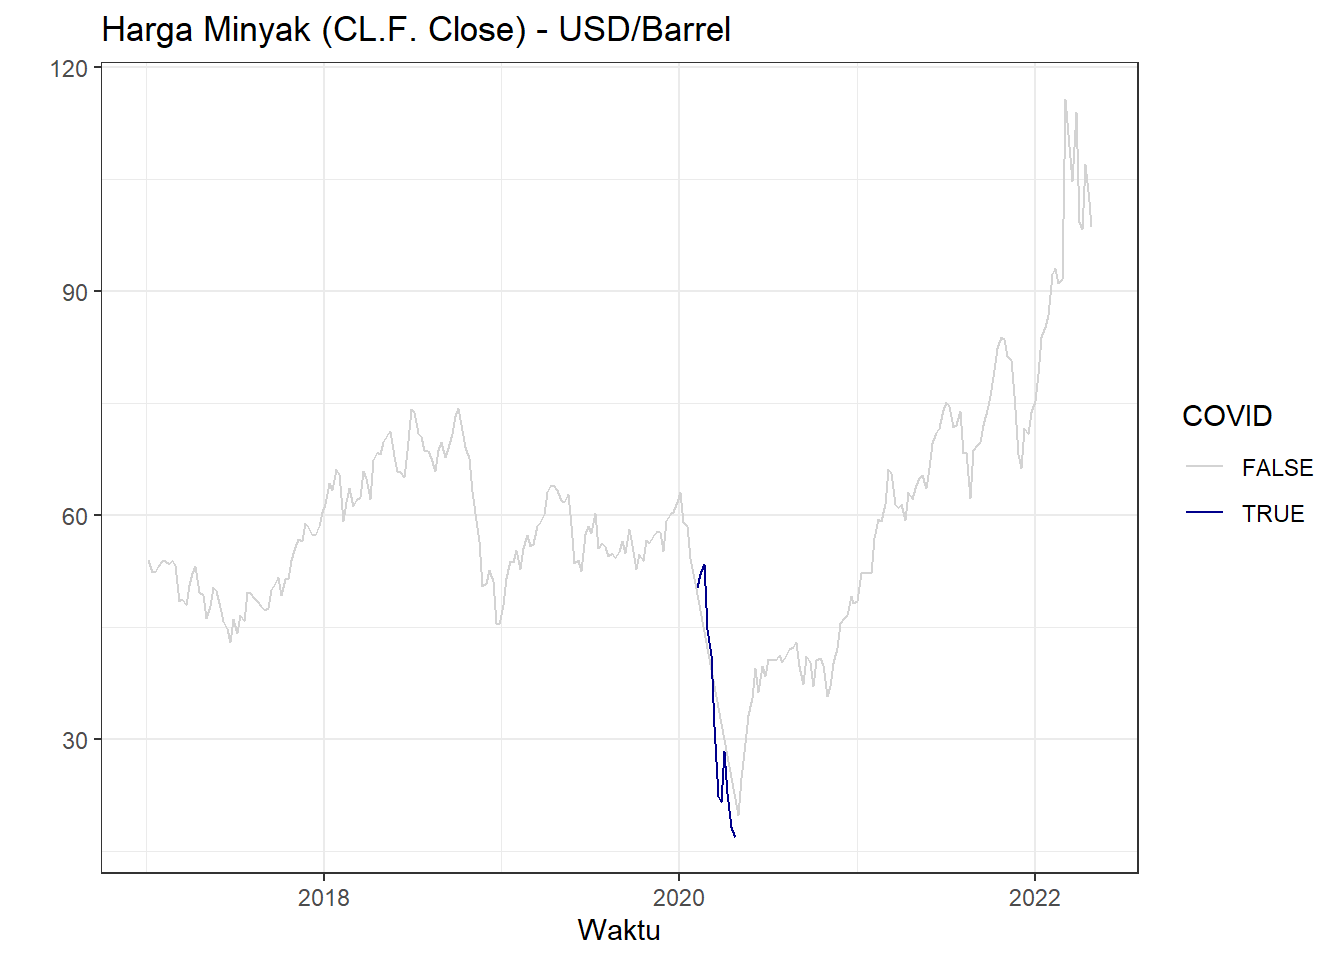 Harga Minyak (CL.F. Close) - USD/Barrel
120
90
60
30
2018
2020
2022
Waktu
COVID
FALSE
TRUE